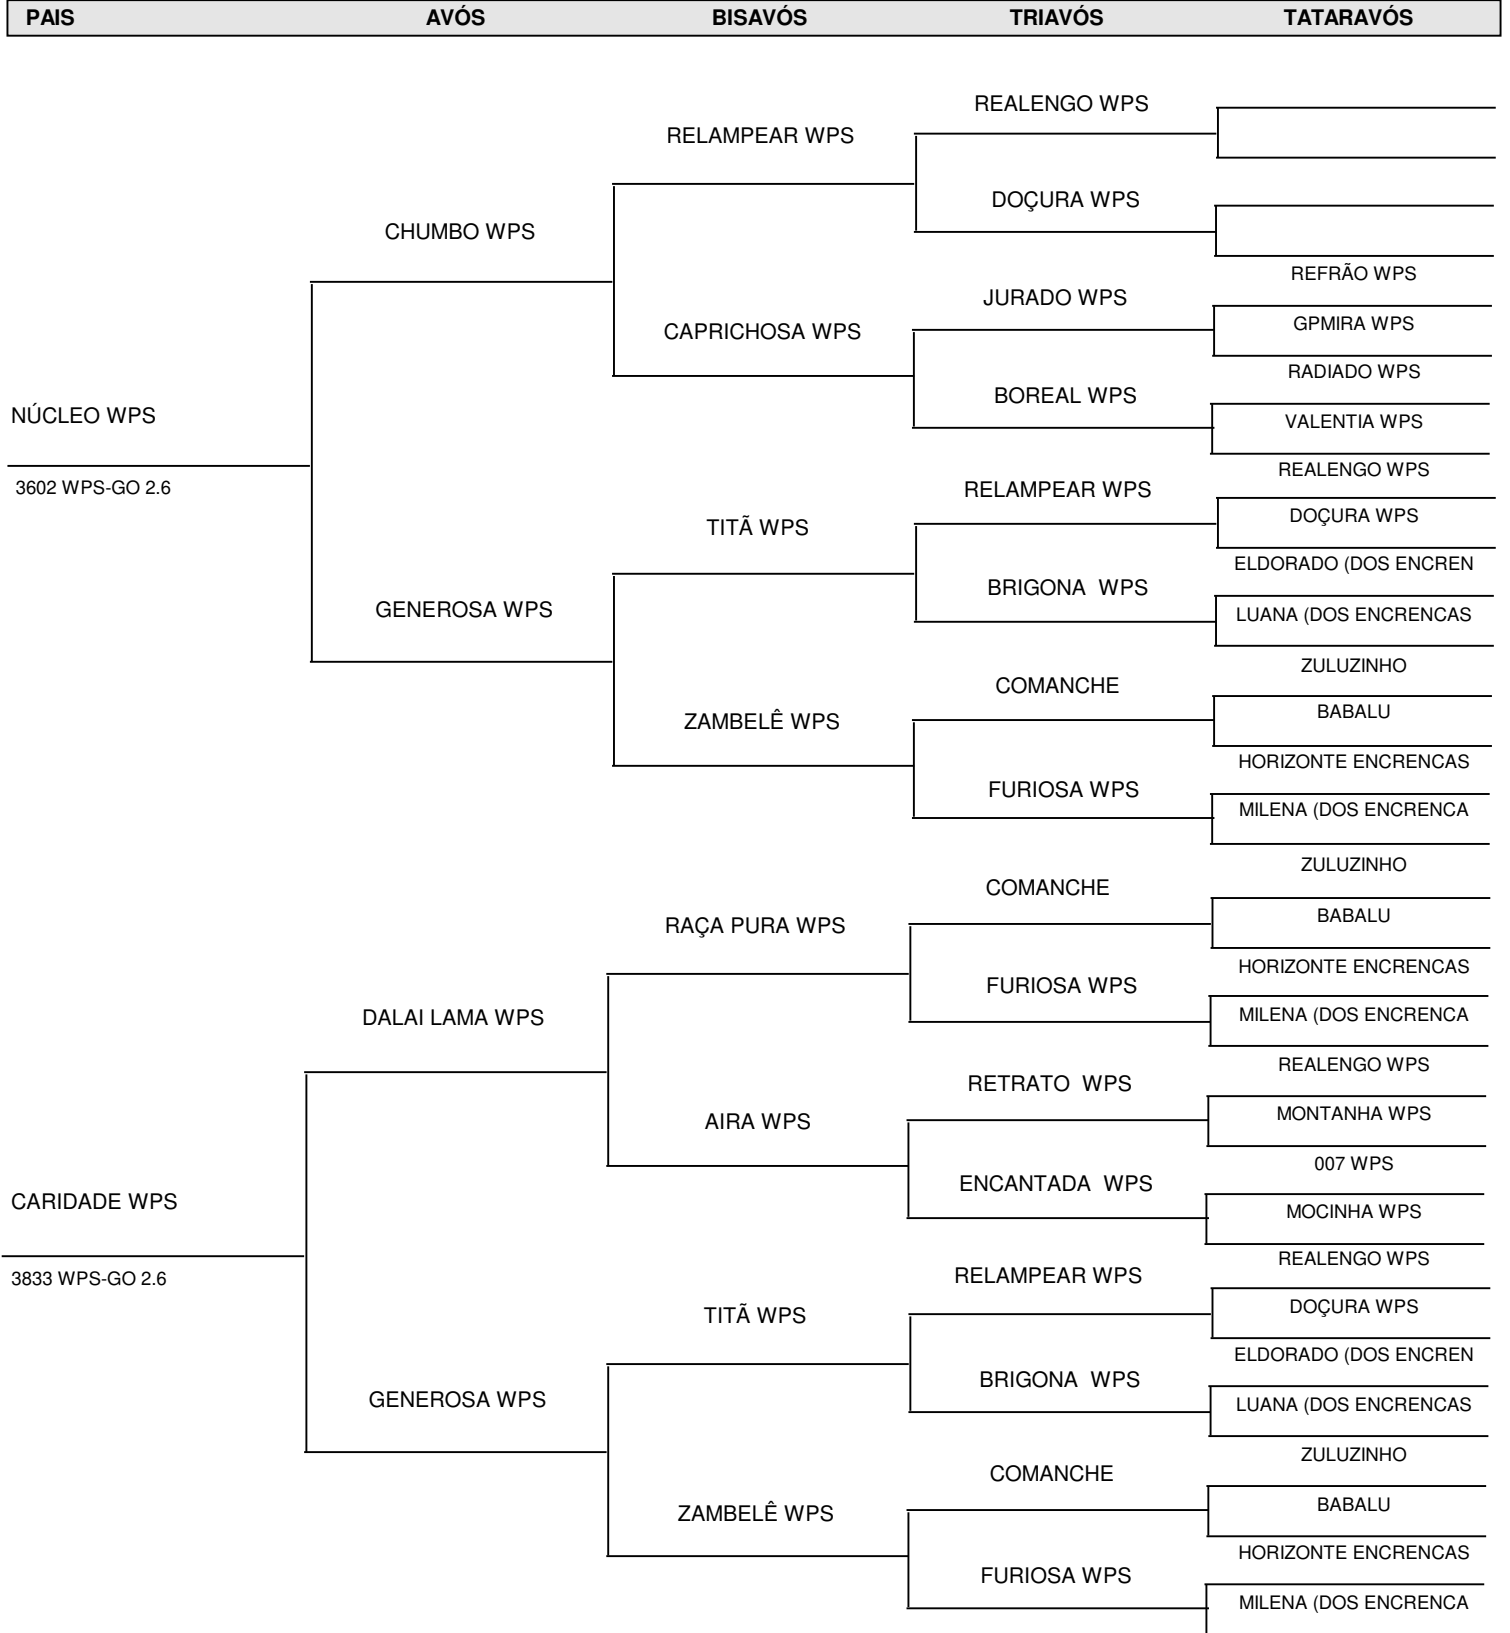 PAIS AVÓS BISAVÓS TRIAVÓS TATARAVÓS
REALENGO WPS
RELAMPEAR WPS
DOÇURA WPS
CHUMBO WPS
REFRÃO WPS
JURADO WPS
GPMIRA WPS
CAPRICHOSA WPS
RADIADO WPS
BOREAL WPS
NÚCLEO WPS
VALENTIA WPS
REALENGO WPS
3602 WPS-GO 2.6
RELAMPEAR WPS
DOÇURA WPS
TITÃ WPS
ELDORADO (DOS ENCREN
BRIGONA  WPS
GENEROSA WPS
LUANA (DOS ENCRENCAS
ZULUZINHO
COMANCHE
BABALU
ZAMBELÊ WPS
HORIZONTE ENCRENCAS
FURIOSA WPS
MILENA (DOS ENCRENCA
ZULUZINHO
COMANCHE
BABALU
RAÇA PURA WPS
HORIZONTE ENCRENCAS
FURIOSA WPS
DALAI LAMA WPS
MILENA (DOS ENCRENCA
REALENGO WPS
RETRATO  WPS
MONTANHA WPS
AIRA WPS
007 WPS
ENCANTADA  WPS
CARIDADE WPS
MOCINHA WPS
REALENGO WPS
3833 WPS-GO 2.6
RELAMPEAR WPS
DOÇURA WPS
TITÃ WPS
ELDORADO (DOS ENCREN
BRIGONA  WPS
GENEROSA WPS
LUANA (DOS ENCRENCAS
ZULUZINHO
COMANCHE
BABALU
ZAMBELÊ WPS
HORIZONTE ENCRENCAS
FURIOSA WPS
MILENA (DOS ENCRENCA